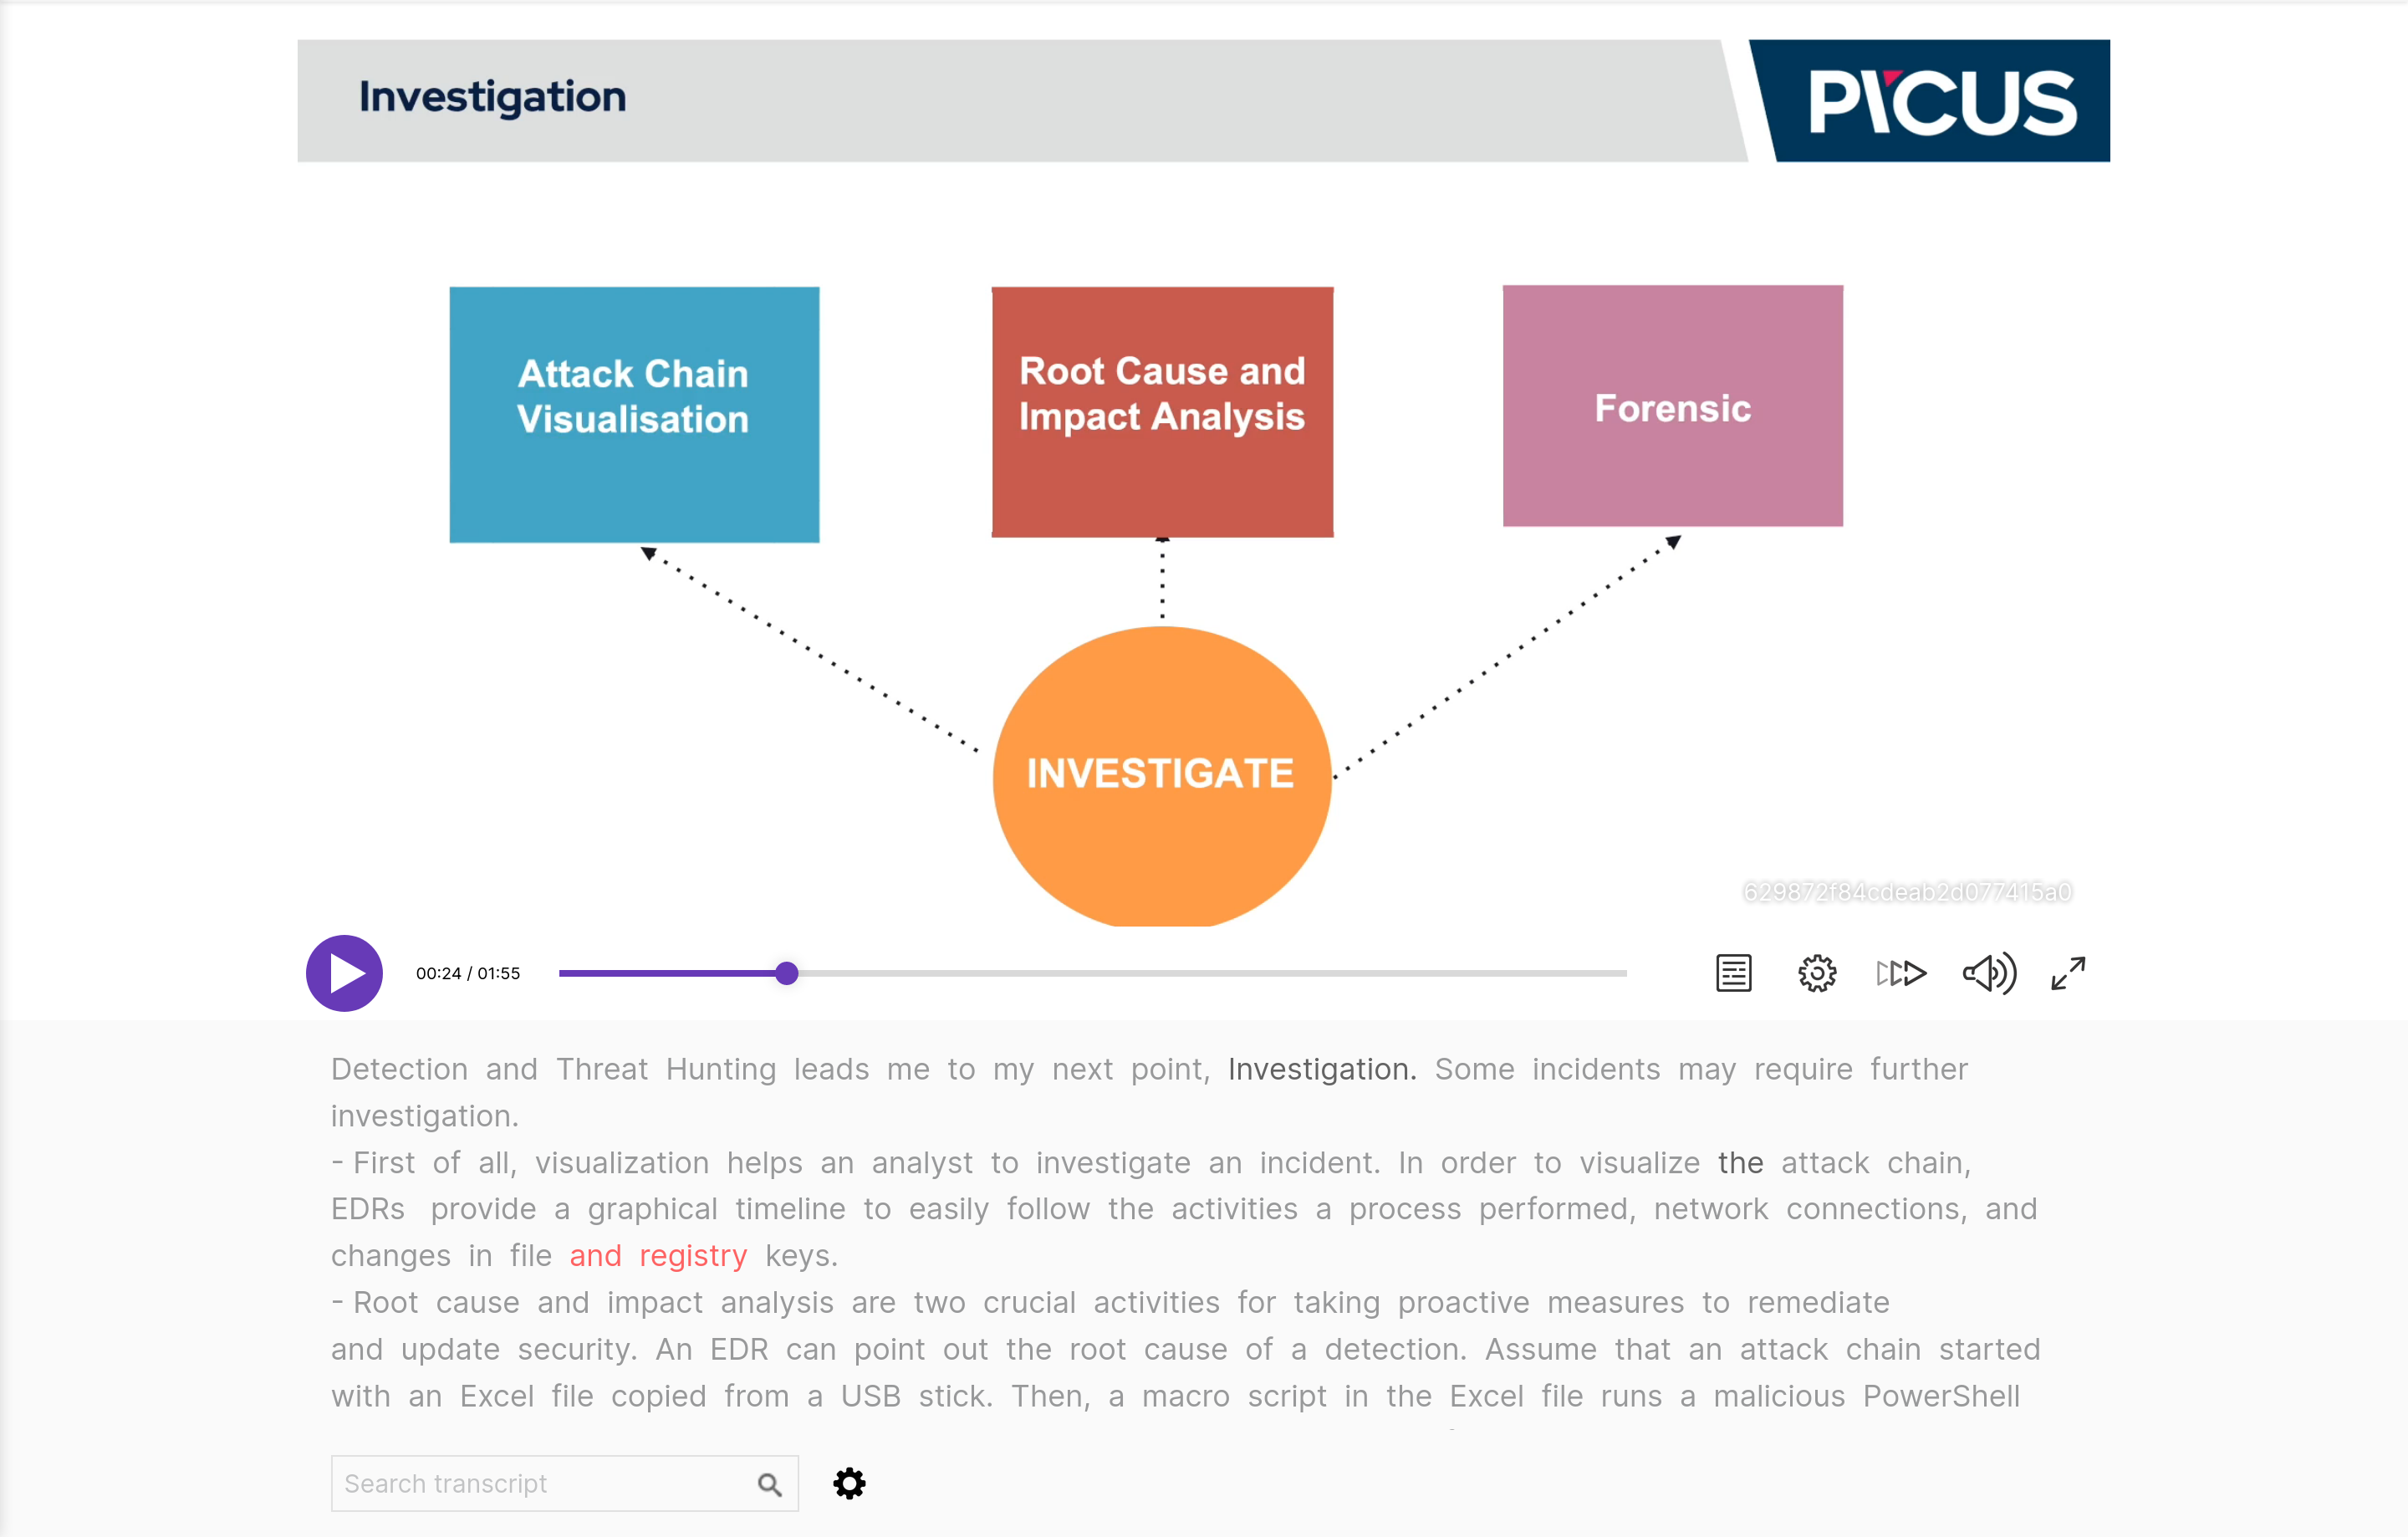 Investigation
PICUS
Attack Chain
Visualisation
Root Cause and
Impact Analysis
Forensic
INVESTIGATE
629872f84cdeab2d077415a0
00:24 / 01:55
Detection and Threat Hunting leads me to my next point, Investigation. Some incidents may require further
investigation.
- First of all, visualization helps an analyst to investigate an incident. In order to visualize the attack chain,
EDRs provide a graphical timeline to easily follow the activities a process performed, network connections, and
changes in file and registry keys.
- Root cause and impact analysis are two crucial activities for taking proactive measures to remediate
and update security. An EDR can point out the root cause of a detection. Assume that an attack chain started
with an Excel file copied from a USB stick. Then, a macro script in the Excel file runs a malicious PowerShell
Search transcript